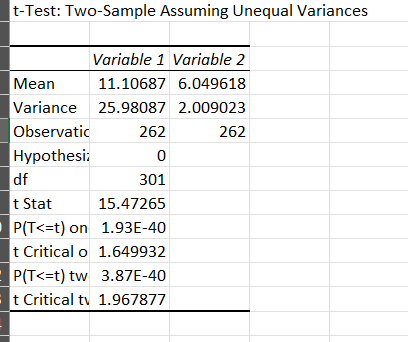 t-Test: Two-Sample Assuming Unequal Variances
Variable 1 Variable 2
Mean 11.10687 6.049618
Variance 25.98087 2.009023
Observatic 262 262
Hypothesiz 0
df 301
t Stat 15.47265
P(T<=t) on 1.93E-40
t Critical o 1.649932
P(T<=t) tw 3.87E-40
t Critical tv 1.967877